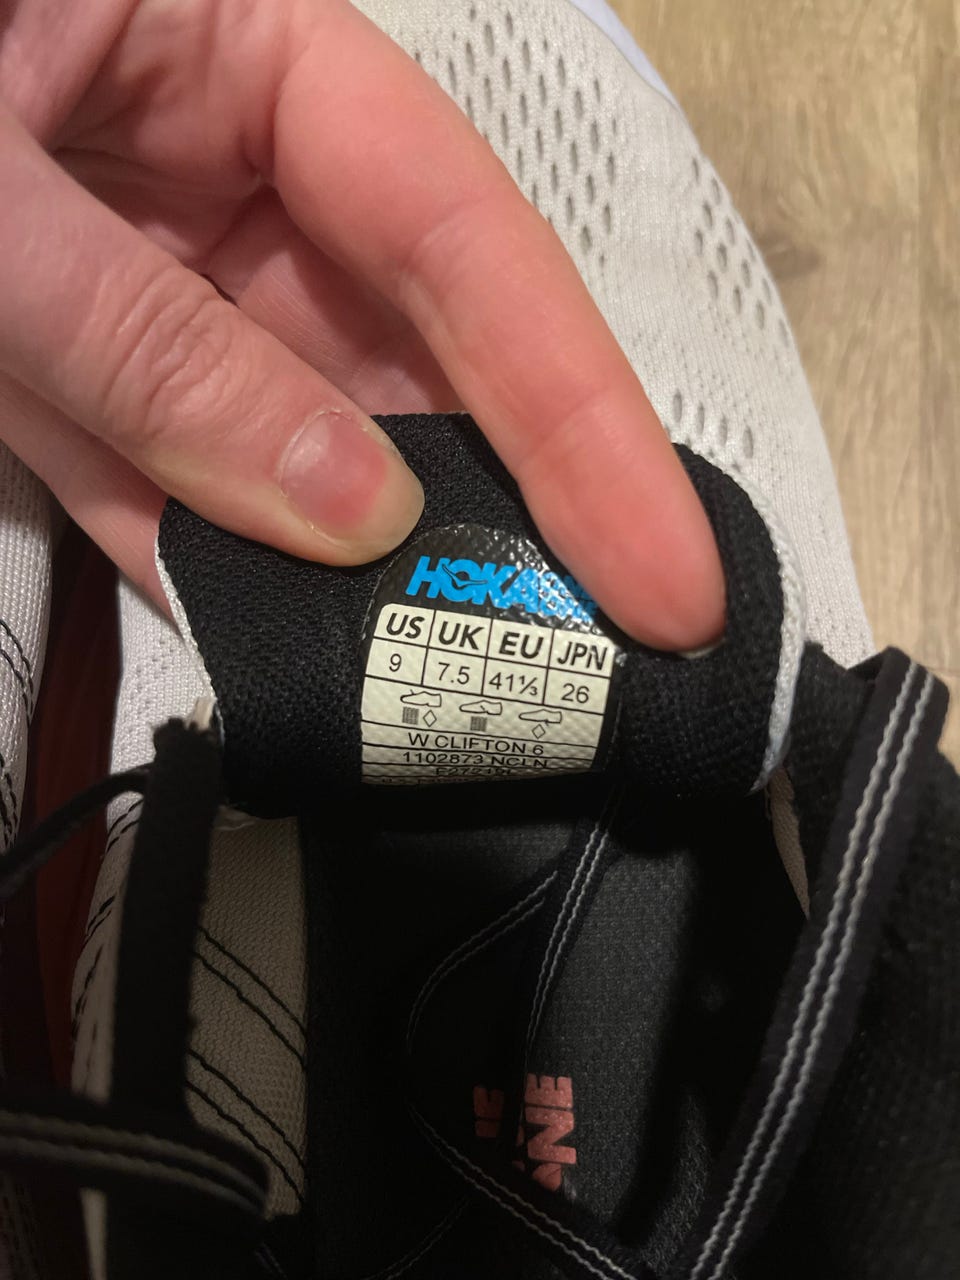 HOKA
US UK EU JPN
9 7.5 41⅓ 26
W CLIFTON 6
1102873 NCLN